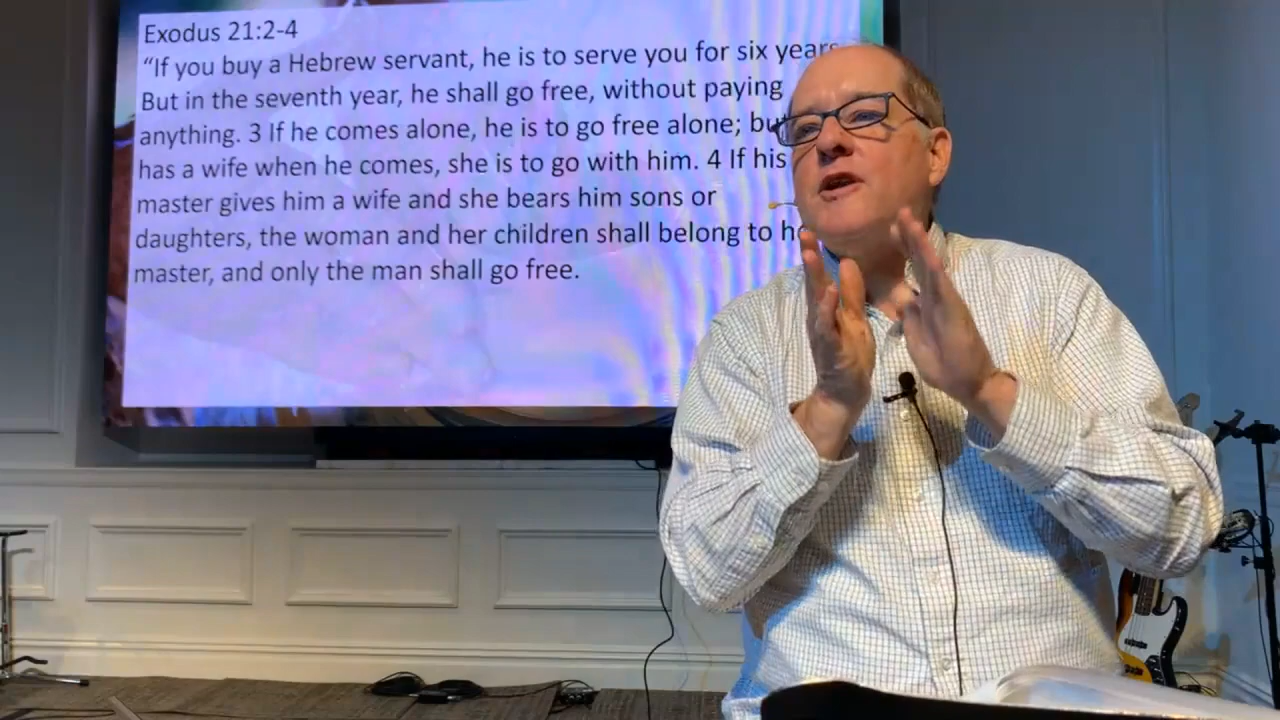 Exodus 21:2-4
“If you buy a Hebrew servant, he is to serve you for six years
But in the seventh year, he shall go free, without paying
anything. 3 If he comes alone, he is to go free alone;
has a wife when he comes, she is to go with him. 4 If his
master gives him a wife and she bears him sons or
daughters, the woman and her children shall belong to
master, and only the man shall go free.